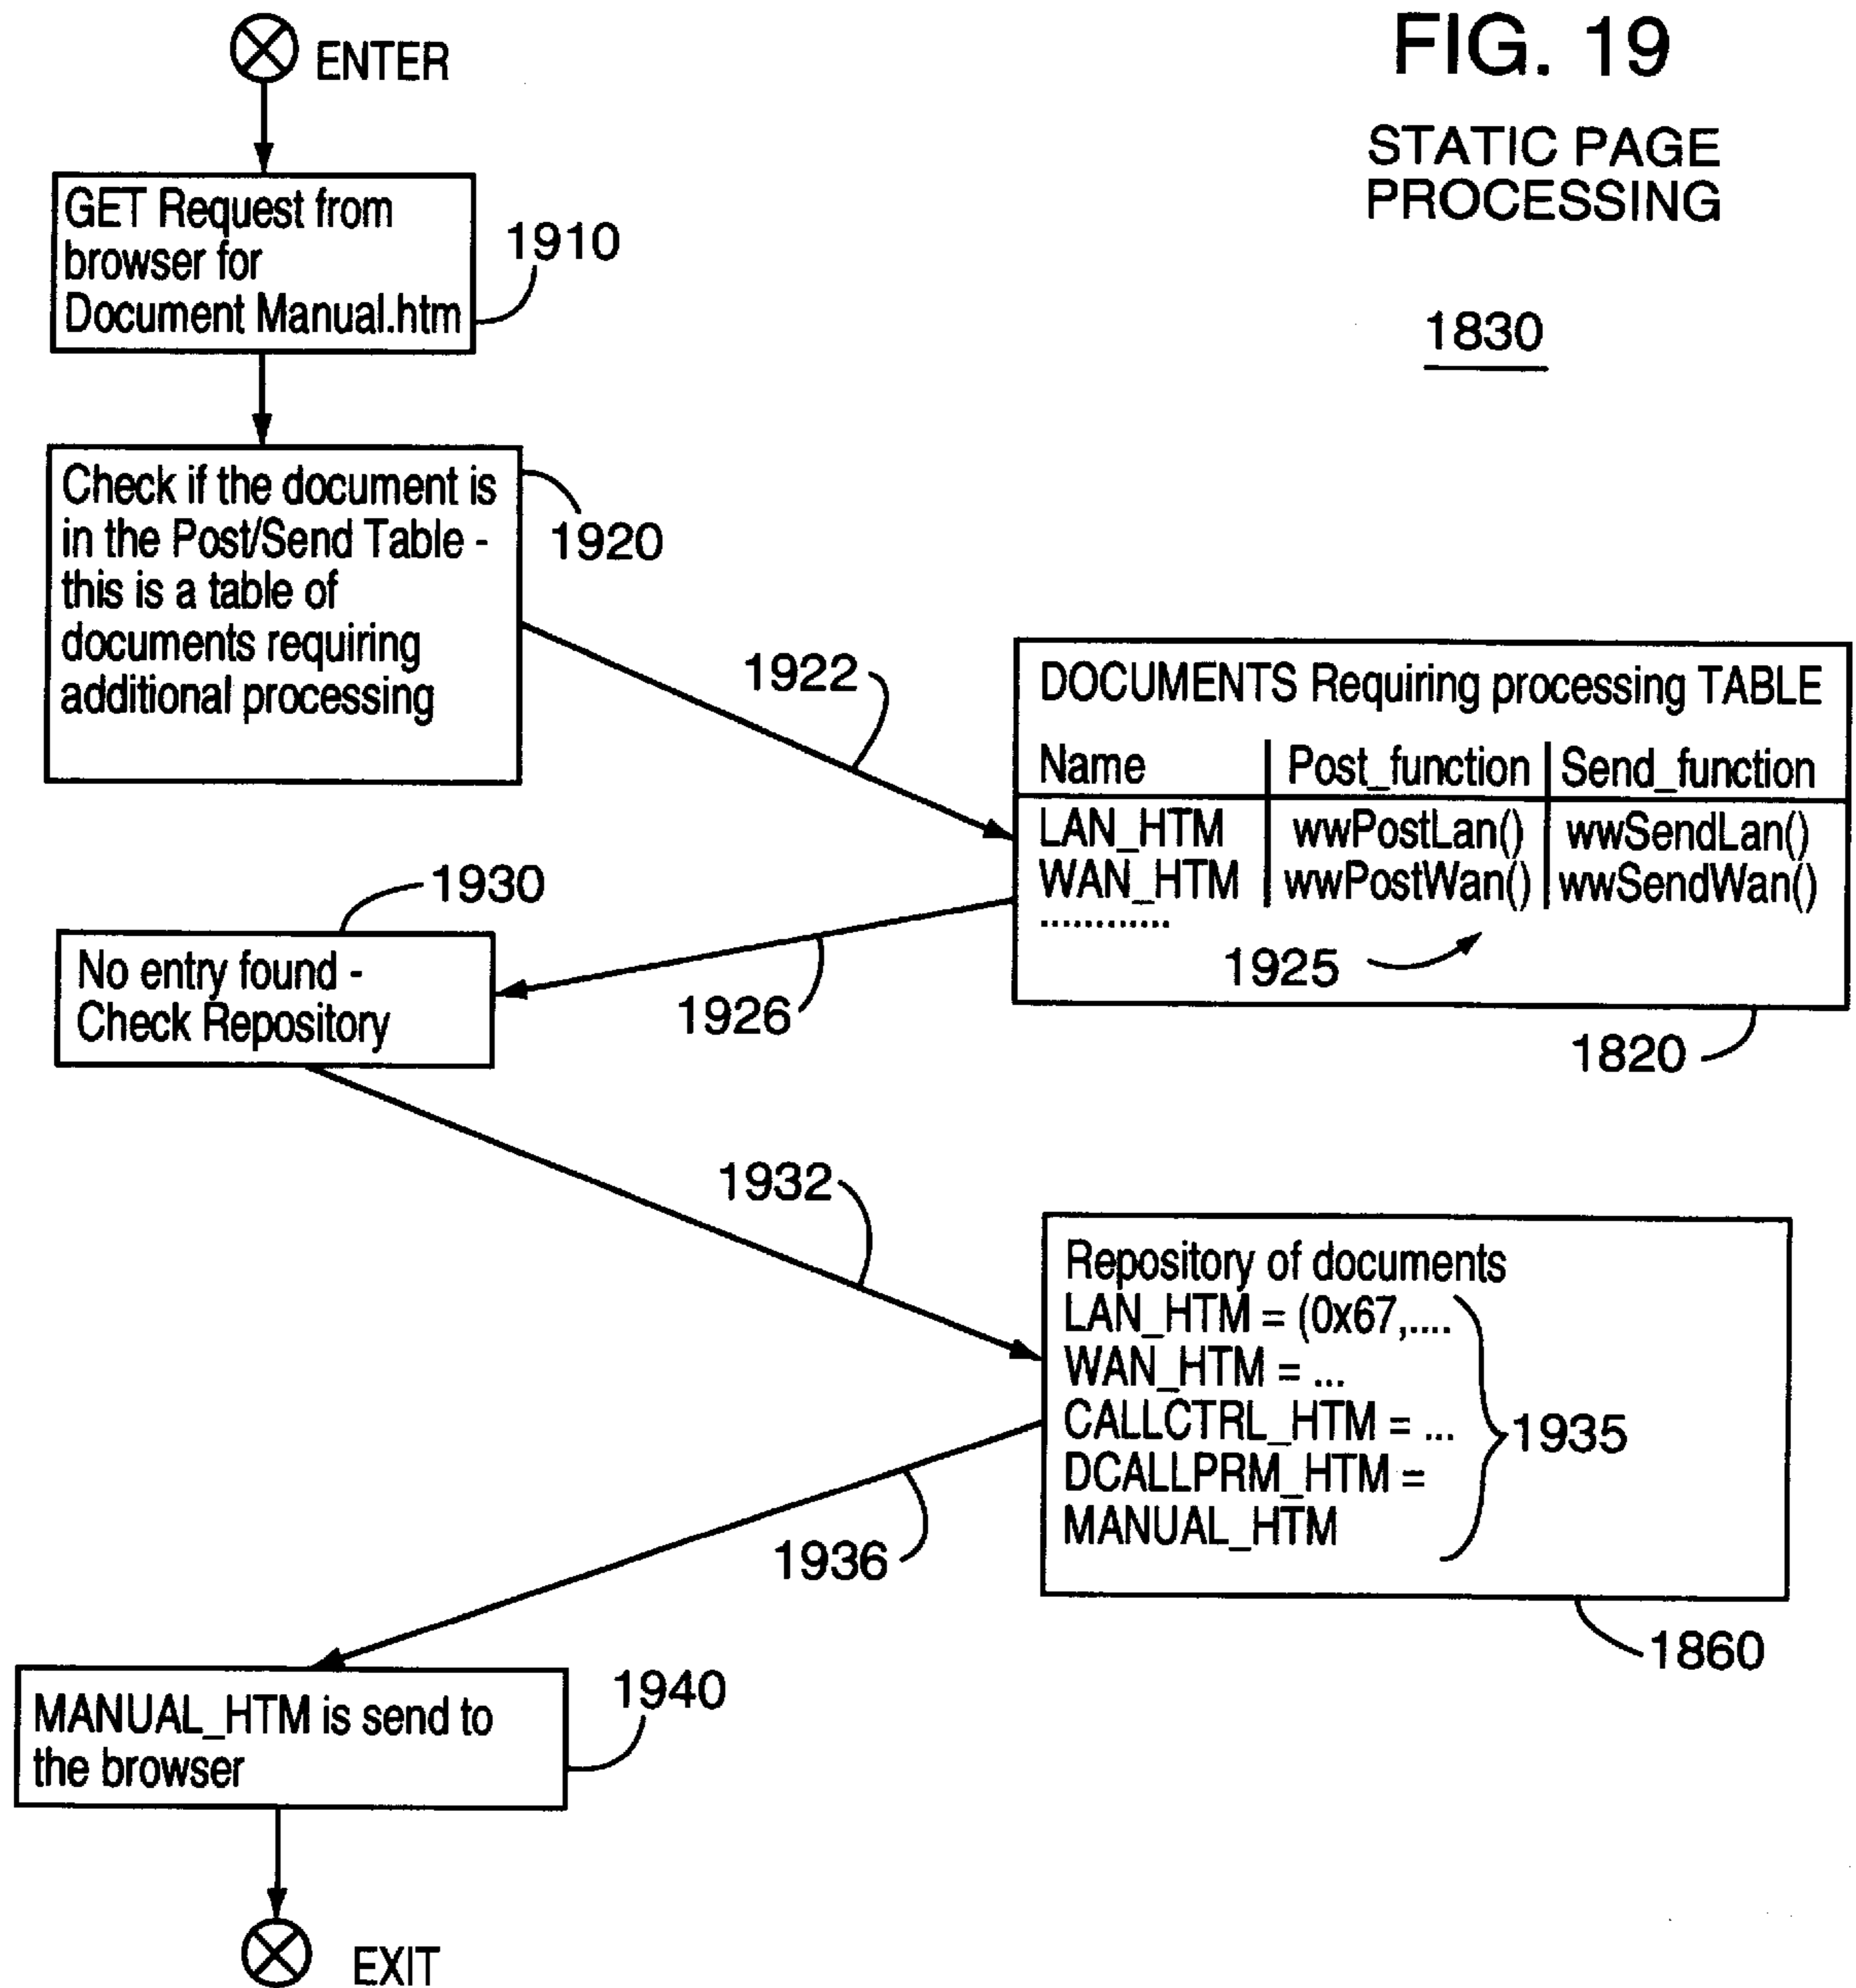 FIG. 19
STATIC PAGE
PROCESSING
1830
ENTER
GET Request from
browser for
Document Manual.htm
1910
Check if the document is
in the Post/Send Table -
this is a table of
documents requiring
additional processing
1920
1922
DOCUMENTS Requiring processing TABLE
Name Post_function Send_function
LAN_HTM wwPostLan() wwSendLan()
WAN_HTM wwPostWan() wwSendWan()
............
1925
1820
1926
1930
No entry found -
Check Repository
1932
Repository of documents
LAN_HTM = (0x67,....
WAN_HTM = ...
CALLCTRL_HTM = ...
DCALLPRM_HTM =
MANUAL_HTM
1935
1860
1936
MANUAL_HTM is send to
the browser
1940
EXIT